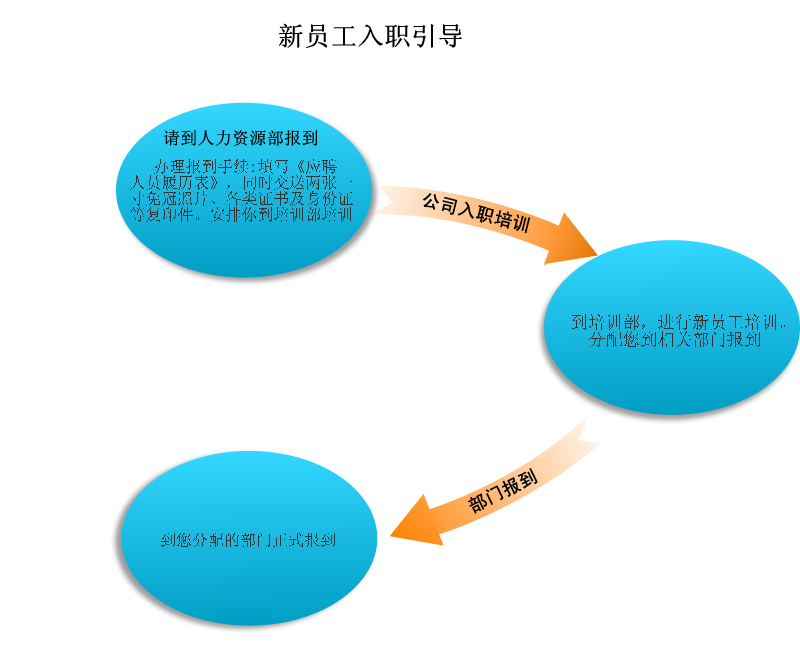 新员工入职引导
请到人力资源部报到
办理报到手续:填写《应聘
人员履历表》，同时交送两张一
寸免冠照片、各类证书及身份证
等复印件。安排你到培训部培训
公司入职培训
到培训部，进行新员工培训。
分配您到相关部门报到
部门报到
到您分配的部门正式报到